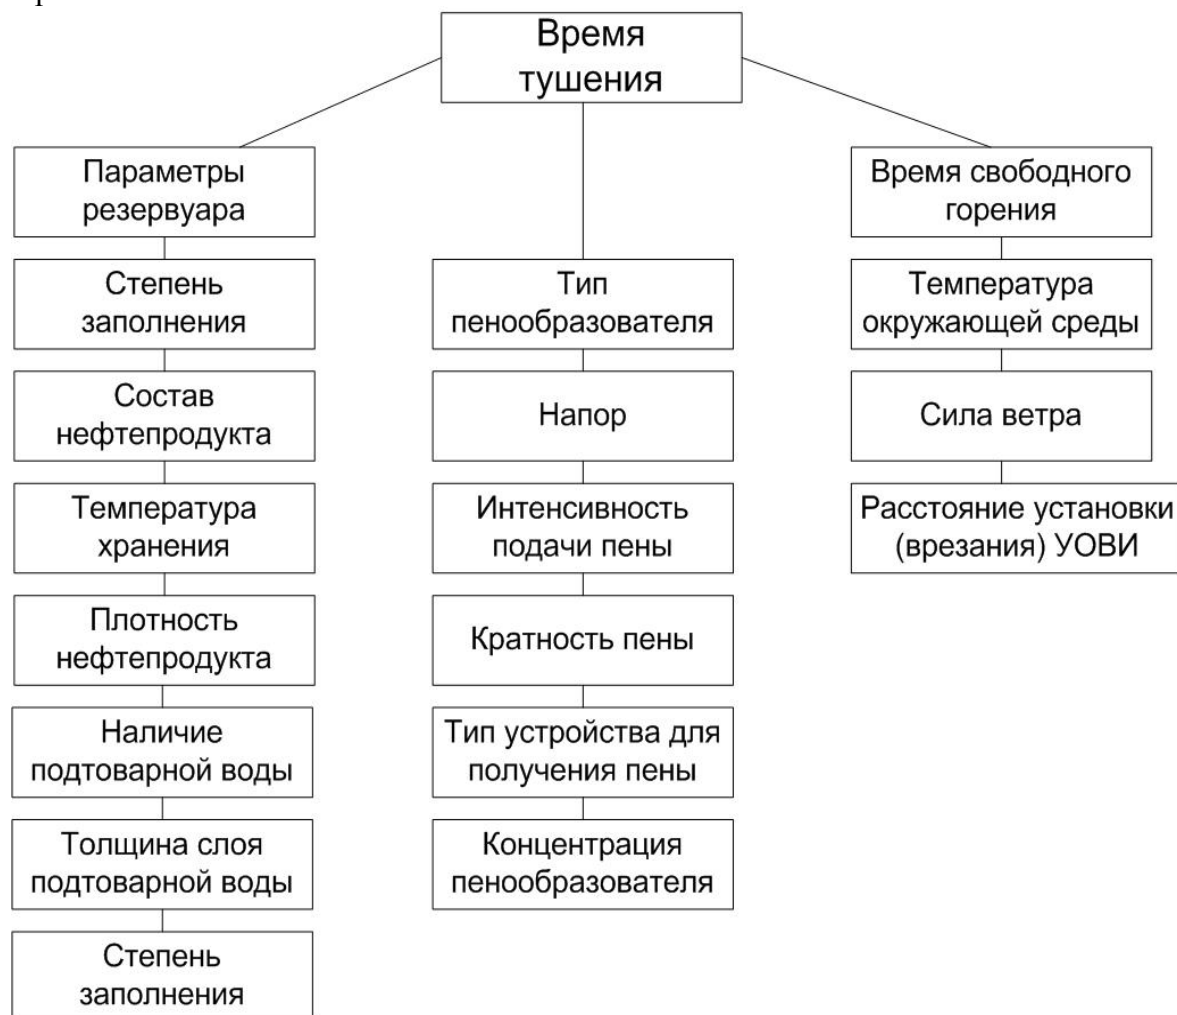 Время
тушения
Параметры
резервуара
Степень
заполнения
Состав
нефтепродукта
Температура
хранения
Плотность
нефтепродукта
Наличие
подтоварной воды
Толщина слоя
подтоварной воды
Степень
заполнения
Тип
пенообразователя
Напор
Интенсивность
подачи пены
Кратность пены
Тип устройства для
получения пены
Концентрация
пенообразователя
Время свободного
горения
Температура
окружающей среды
Сила ветра
Расстояние установки
(врезания) УОВИ